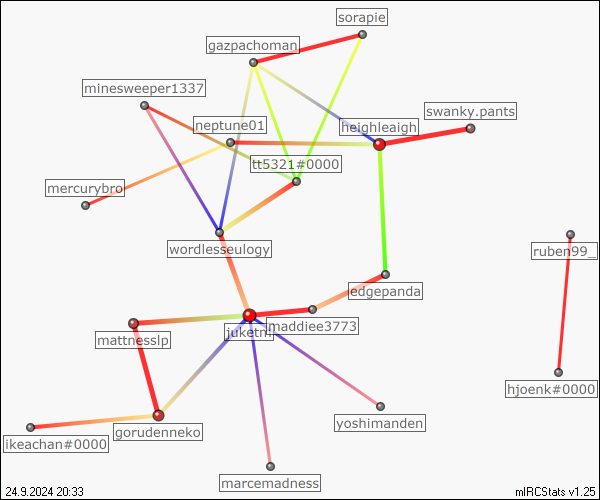 sorapie
gazpachoman
minesweeper1337
swanky.pants
neptune01
heighleaigh
tt5321#0000
mercurybro
wordlesseulogy
ruben99_
edgepanda
maddiee3773
mattnesslp
hjoenk#0000
yoshimanden
gorudenneko
ikeachan#0000
marcemadness
24.9.2024 20:33
mIRCStats v1.25